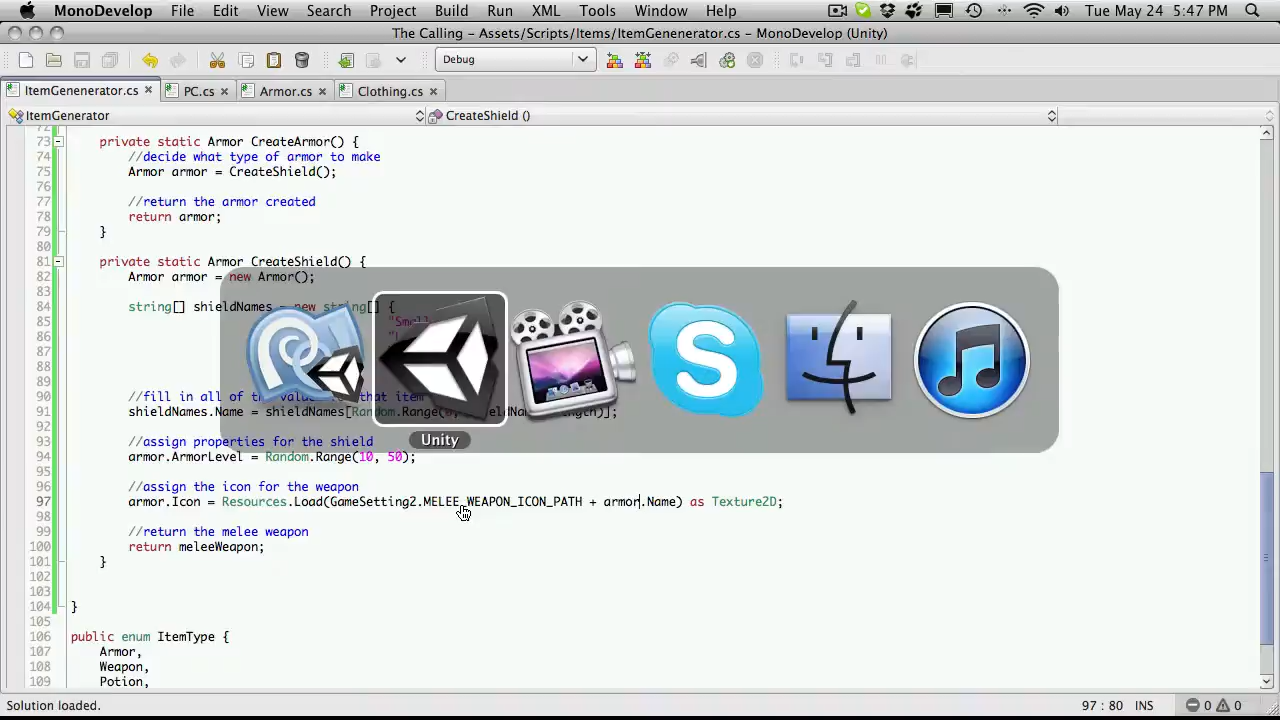 MonoDevelop File Edit View Search Project Build Run XML Tools Window Help Tue May 24 5:47 PM
The Calling – Assets/Scripts/Items/ItemGenenerator.cs – MonoDevelop (Unity)
Debug
ItemGenenerator.cs PC.cs Armor.cs Clothing.cs
ItemGenerator CreateShield ()
72
73 private static Armor CreateArmor() {
74 //decide what type of armor to make
75 Armor armor = CreateShield();
76
77 //return the armor created
78 return armor;
79 }
80
81 private static Armor CreateShield() {
82 Armor armor = new Armor();
83
84 string[] shieldNames = new string[] {
85
86
87
88
89
90 //fill in all of the that item
91 shieldNames.Name = shieldNames[Random.Range(
92
93 //assign properties for the shield
94 armor.ArmorLevel = Random.Range(10, 50);
95
96 //assign the icon for the weapon
97 armor.Icon = Resources.Load(GameSetting2.MELEE_WEAPON_ICON_PATH + armor.Name) as Texture2D;
98
99 //return the melee weapon
100 return meleeWeapon;
101 }
102
103
104 }
105
106 public enum ItemType {
107 Armor,
108 Weapon,
109 Potion,
Unity
Solution loaded. 97 : 80 INS 0 0